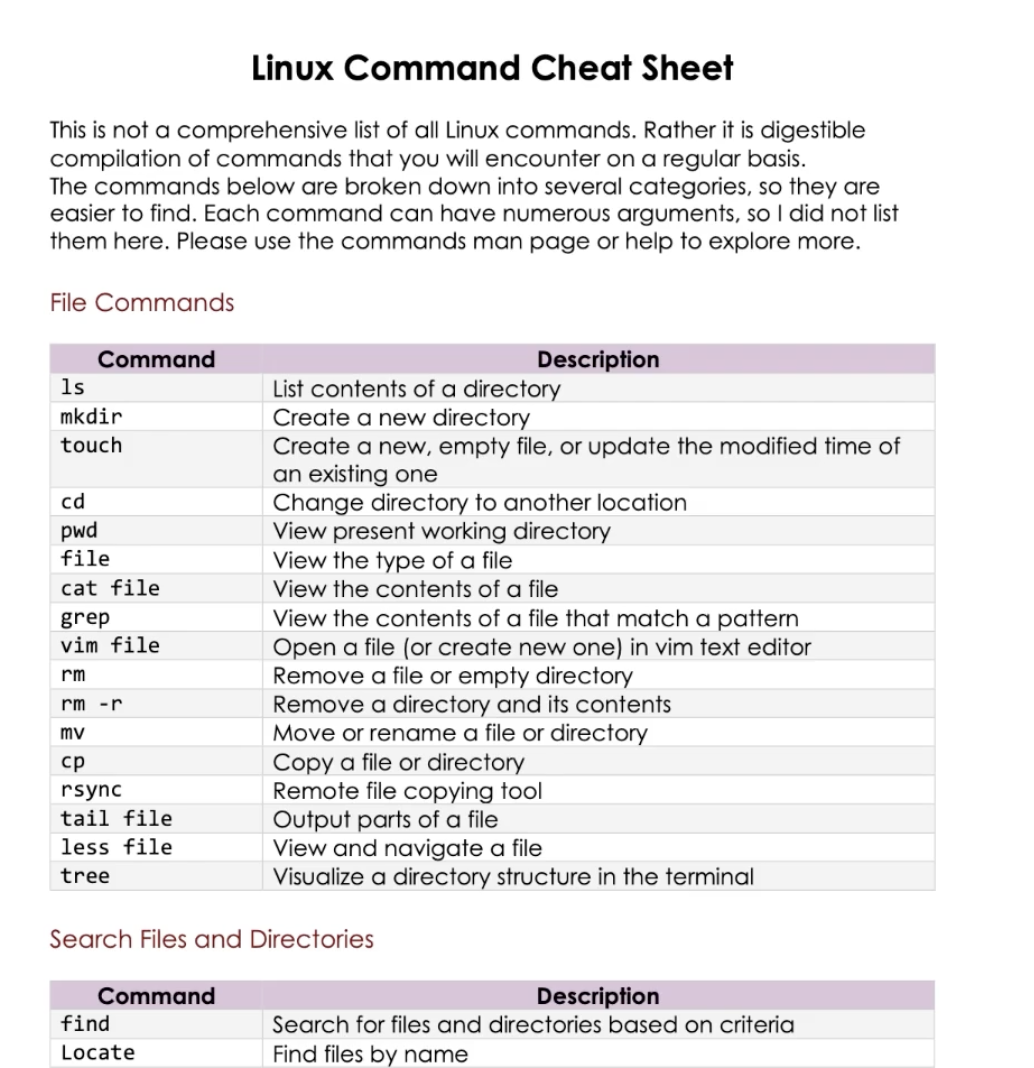 Linux Command Cheat Sheet
This is not a comprehensive list of all Linux commands. Rather it is digestible
compilation of commands that you will encounter on a regular basis.
The commands below are broken down into several categories, so they are
easier to find. Each command can have numerous arguments, so I did not list
them here. Please use the commands man page or help to explore more.
File Commands
Command Description
ls List contents of a directory
mkdir Create a new directory
touch Create a new, empty file, or update the modified time of
an existing one
cd Change directory to another location
pwd View present working directory
file View the type of a file
cat file View the contents of a file
grep View the contents of a file that match a pattern
vim file Open a file (or create new one) in vim text editor
rm Remove a file or empty directory
rm -r Remove a directory and its contents
mv Move or rename a file or directory
cp Copy a file or directory
rsync Remote file copying tool
tail file Output parts of a file
less file View and navigate a file
tree Visualize a directory structure in the terminal
Search Files and Directories
Command Description
find Search for files and directories based on criteria
Locate Find files by name